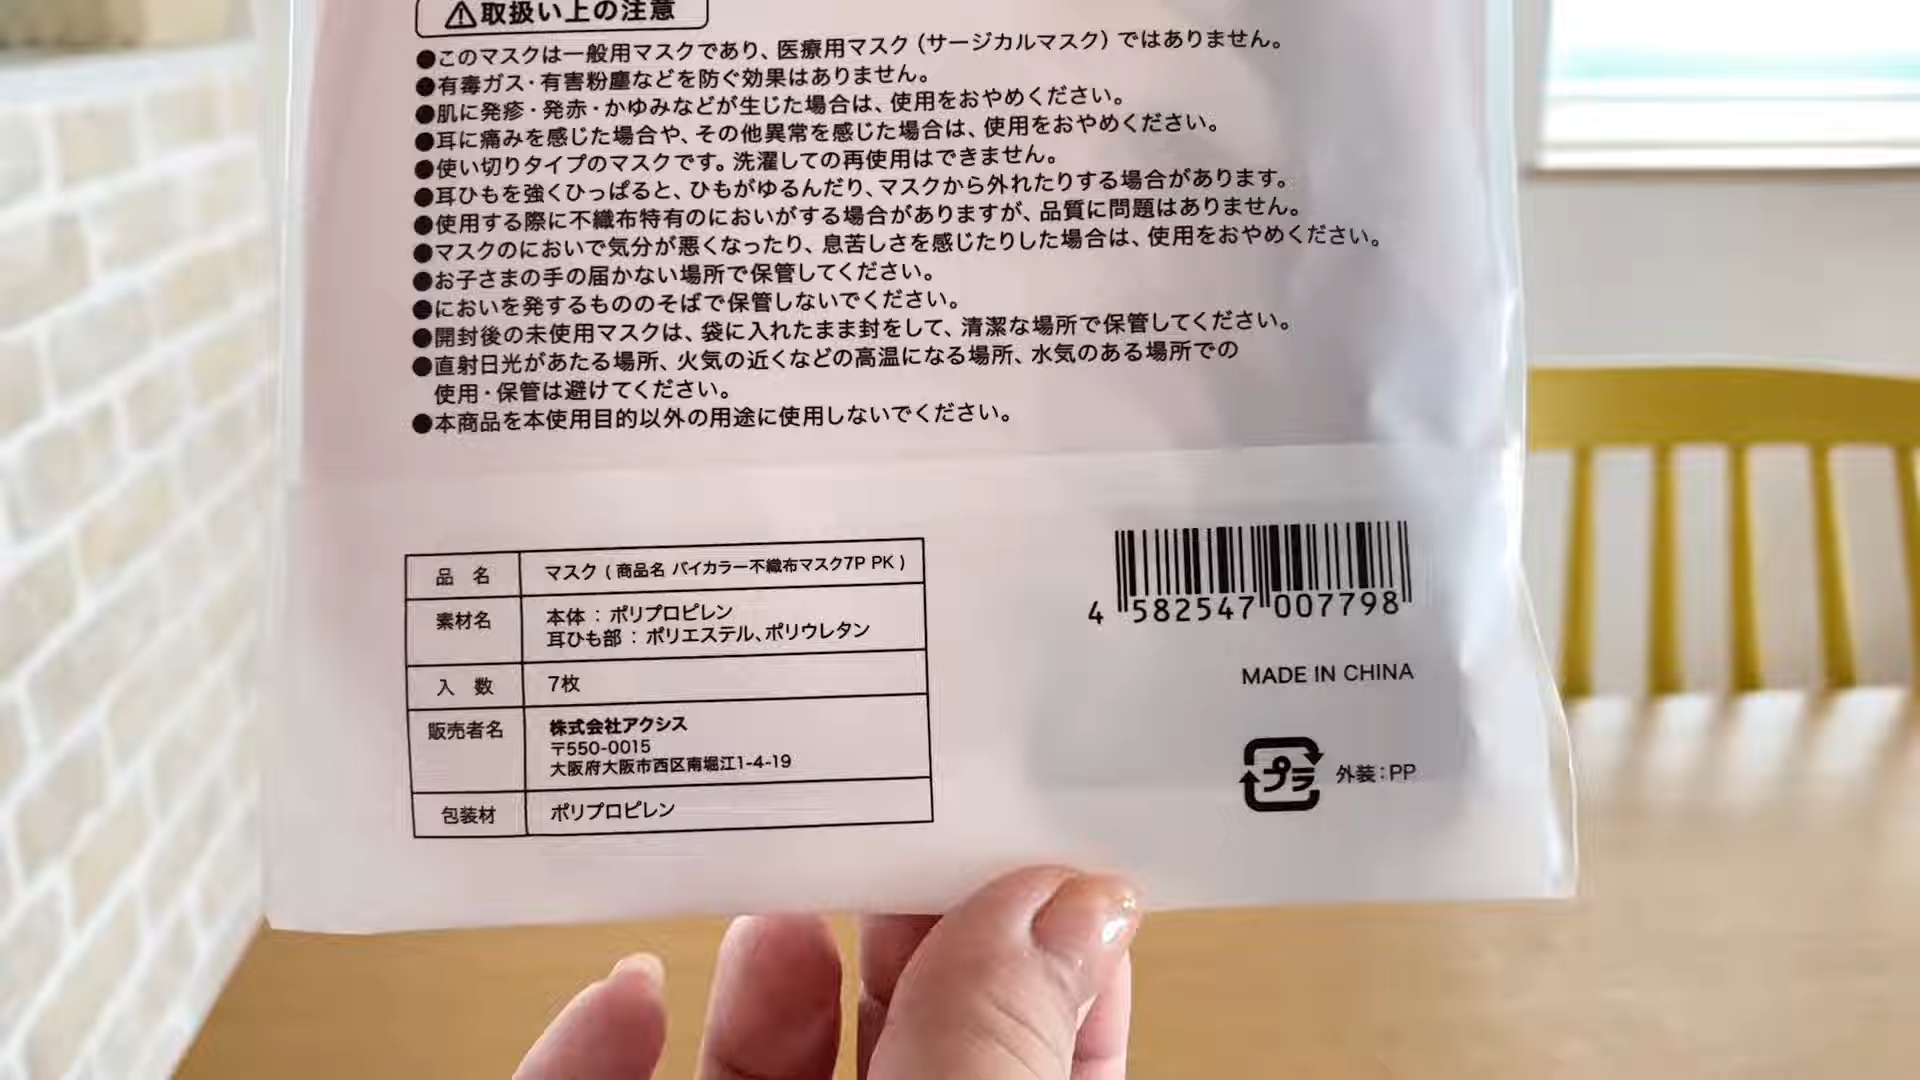 ⚠取扱い上の注意
●このマスクは一般用マスクであり、医療用マスク(サージカルマスク)ではありません。
●有毒ガス・有害粉塵などを防ぐ効果はありません。
●肌に発疹・発赤・かゆみなどが生じた場合は、使用をおやめください。
●耳に痛みを感じた場合や、その他異常を感じた場合は、使用をおやめください。
●使い切りタイプのマスクです。洗濯しての再使用はできません。
●耳ひもを強くひっぱると、ひもがゆるんだり、マスクから外れたりする場合があります。
●使用する際に不織布特有のにおいがする場合がありますが、品質に問題はありません。
●マスクのにおいで気分が悪くなったり、息苦しさを感じたりした場合は、使用をおやめください。
●お子さまの手の届かない場所で保管してください。
●においを発するもののそばで保管しないでください。
●開封後の未使用マスクは、袋に入れたまま封をして、清潔な場所で保管してください。
●直射日光があたる場所、火気の近くなどの高温になる場所、水気のある場所での
使用・保管は避けてください。
●本商品を本使用目的以外の用途に使用しないでください。
品 名 マスク(商品名 バイカラー不織布マスク7P PK)
素材名 本体:ポリプロピレン
耳ひも部:ポリエステル、ポリウレタン
入 数 7枚
販売者名 株式会社アクシス
〒550-0015
大阪府大阪市西区南堀江1-4-19
包装材 ポリプロピレン
4 582547 007798
MADE IN CHINA
プラ 外装:PP